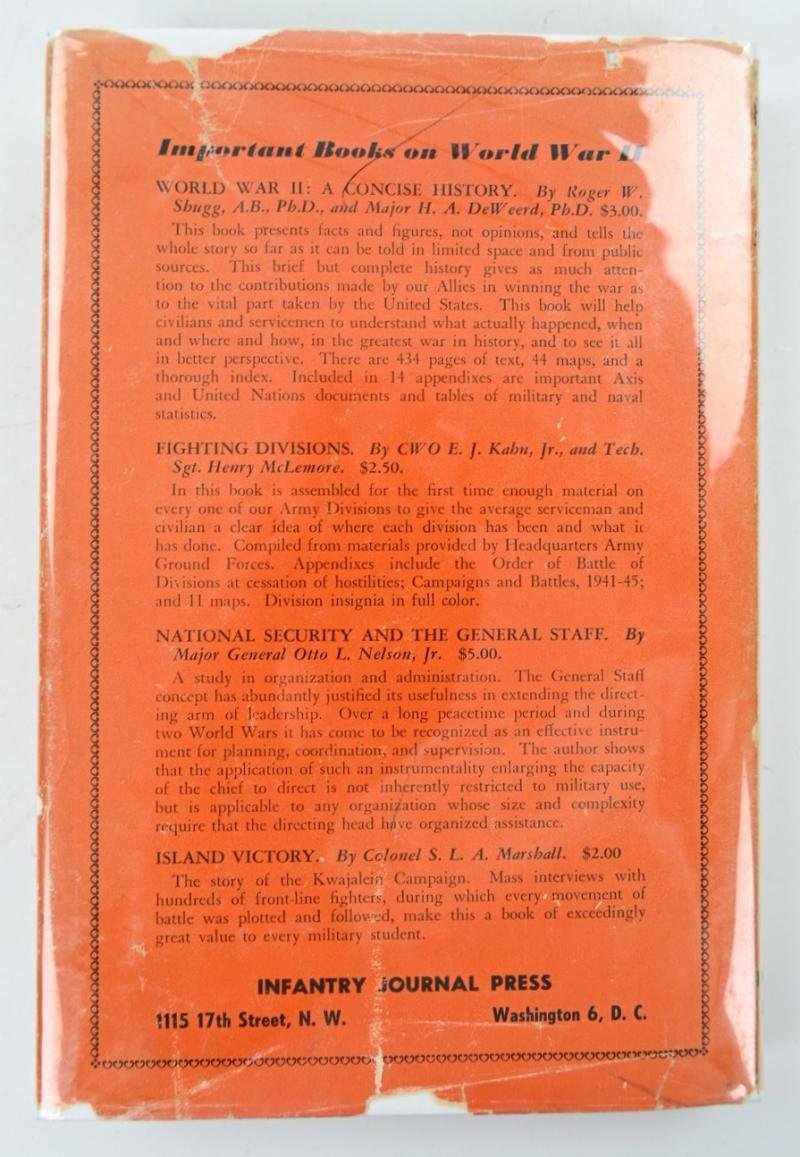 Important Books on World War II
WORLD WAR II: A CONCISE HISTORY. By Roger W.
Shugg, A.B., Ph.D., and Major H. A. DeWeerd, Ph.D. $3.00.
This book presents facts and figures, not opinions, and tells the
whole story so far as it can be told in limited space and from public
sources. This brief but complete history gives as much atten-
tion to the contributions made by our Allies in winning the war as
to the vital part taken by the United States. This book will help
civilians and servicemen to understand what actually happened, when
and where and how, in the greatest war in history, and to see it all
in better perspective. There are 434 pages of text, 44 maps, and a
thorough index. Included in 14 appendixes are important Axis
and United Nations documents and tables of military and naval
statistics.
FIGHTING DIVISIONS. By CWO E. J. Kahn, Jr., and Tech.
Sgt. Henry McLemore. $2.50.
In this book is assembled for the first time enough material on
every one of our Army Divisions to give the average serviceman and
civilian a clear idea of where each division has been and what it
has done. Compiled from materials provided by Headquarters Army
Ground Forces. Appendixes include the Order of Battle of
Divisions at cessation of hostilities; Campaigns and Battles, 1941-45;
and 11 maps. Division insignia in full color.
NATIONAL SECURITY AND THE GENERAL STAFF. By
Major General Otto L. Nelson, Jr. $5.00.
A study in organization and administration. The General Staff
concept has abundantly justified its usefulness in extending the direct-
ing arm of leadership. Over a long peacetime period and during
two World Wars it has come to be recognized as an effective instru-
ment for planning, coordination, and supervision. The author shows
that the application of such an instrumentality enlarging the capacity
of the chief to direct is not inherently restricted to military use,
but is applicable to any organization whose size and complexity
require that the directing head have organized assistance.
ISLAND VICTORY. By Colonel S. L. A. Marshall. $2.00
The story of the Kwajalein Campaign. Mass interviews with
hundreds of front-line fighters, during which every movement of
battle was plotted and followed, make this a book of exceedingly
great value to every military student.
INFANTRY JOURNAL PRESS
1115 17th Street, N. W. Washington 6, D. C.